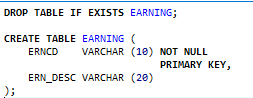 DROP TABLE IF EXISTS EARNING;
CREATE TABLE EARNING (
ERNCD VARCHAR (10) NOT NULL
PRIMARY KEY,
ERN_DESC VARCHAR (20)
);